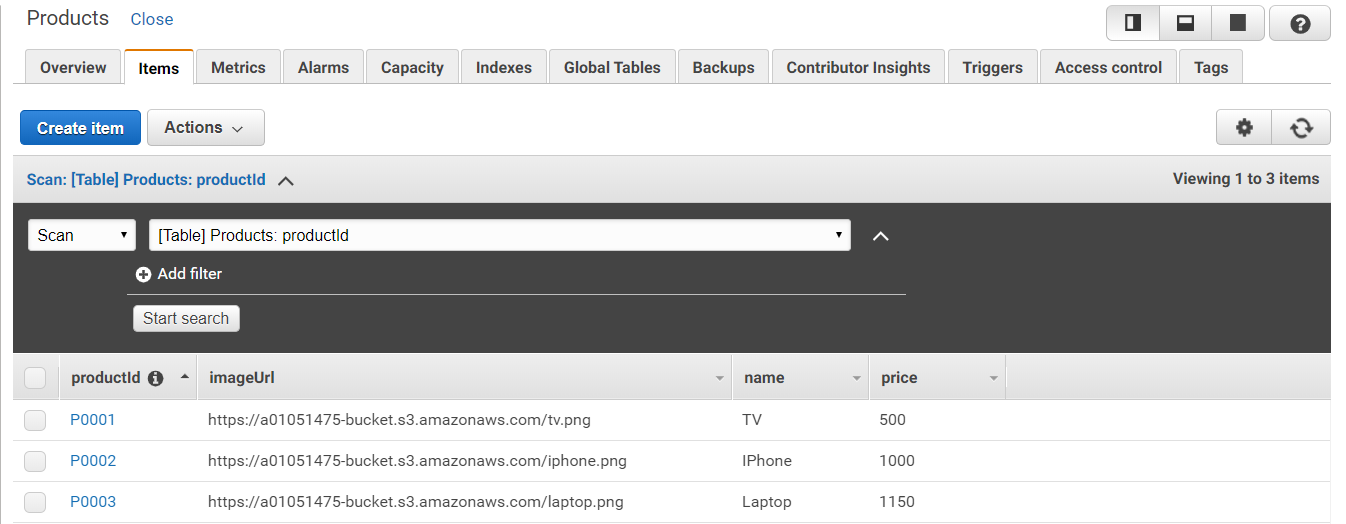 Products Close
Overview Items Metrics Alarms Capacity Indexes Global Tables Backups Contributor Insights Triggers Access control Tags
Create item Actions
Scan: [Table] Products: productId Viewing 1 to 3 items
Scan [Table] Products: productId
Add filter
Start search
productId imageUrl name price
P0001 https://a01051475-bucket.s3.amazonaws.com/tv.png TV 500
P0002 https://a01051475-bucket.s3.amazonaws.com/iphone.png IPhone 1000
P0003 https://a01051475-bucket.s3.amazonaws.com/laptop.png Laptop 1150